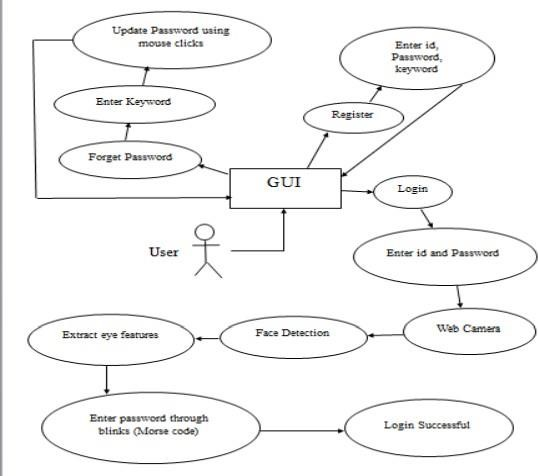 Update Password using
mouse clicks
Enter id,
Password,
keyword
Enter Keyword
Register
Forget Password
GUI
Login
User
Enter id and Password
Extract eye features
Face Detection
Web Camera
Enter password through
blinks (Morse code)
Login Successful